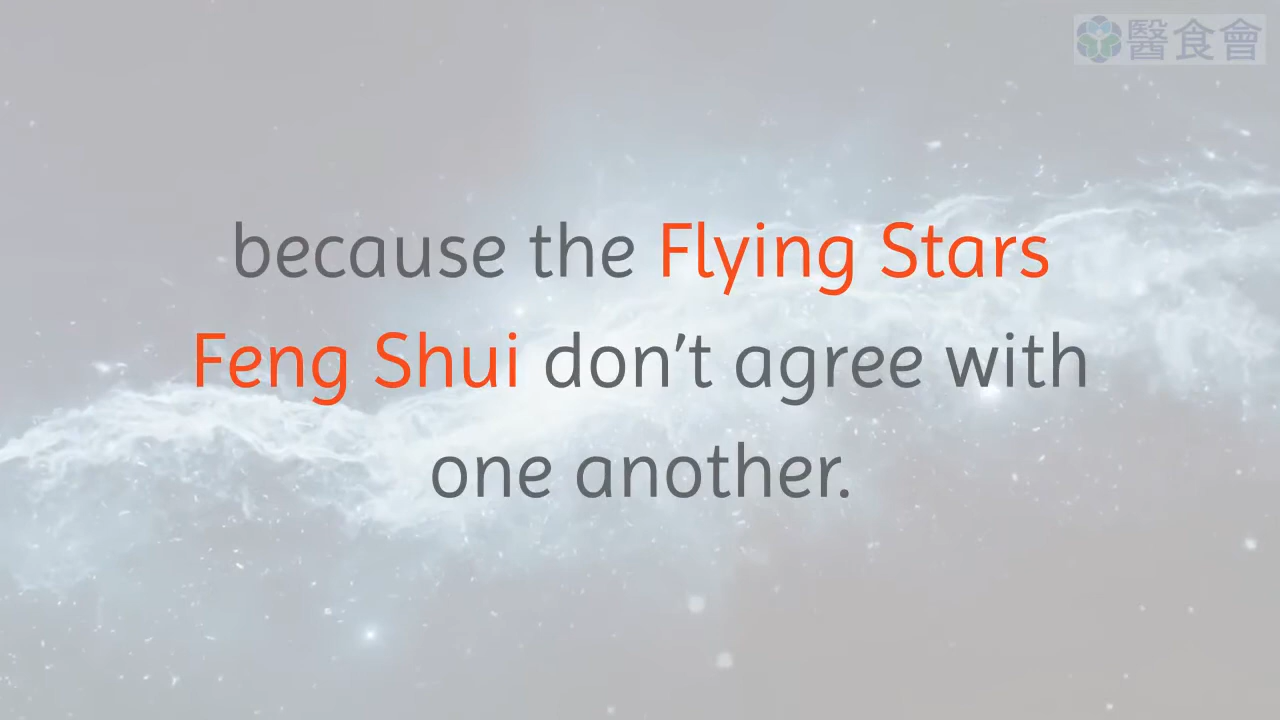 醫食會
because the Flying Stars
Feng Shui don’t agree with
one another.